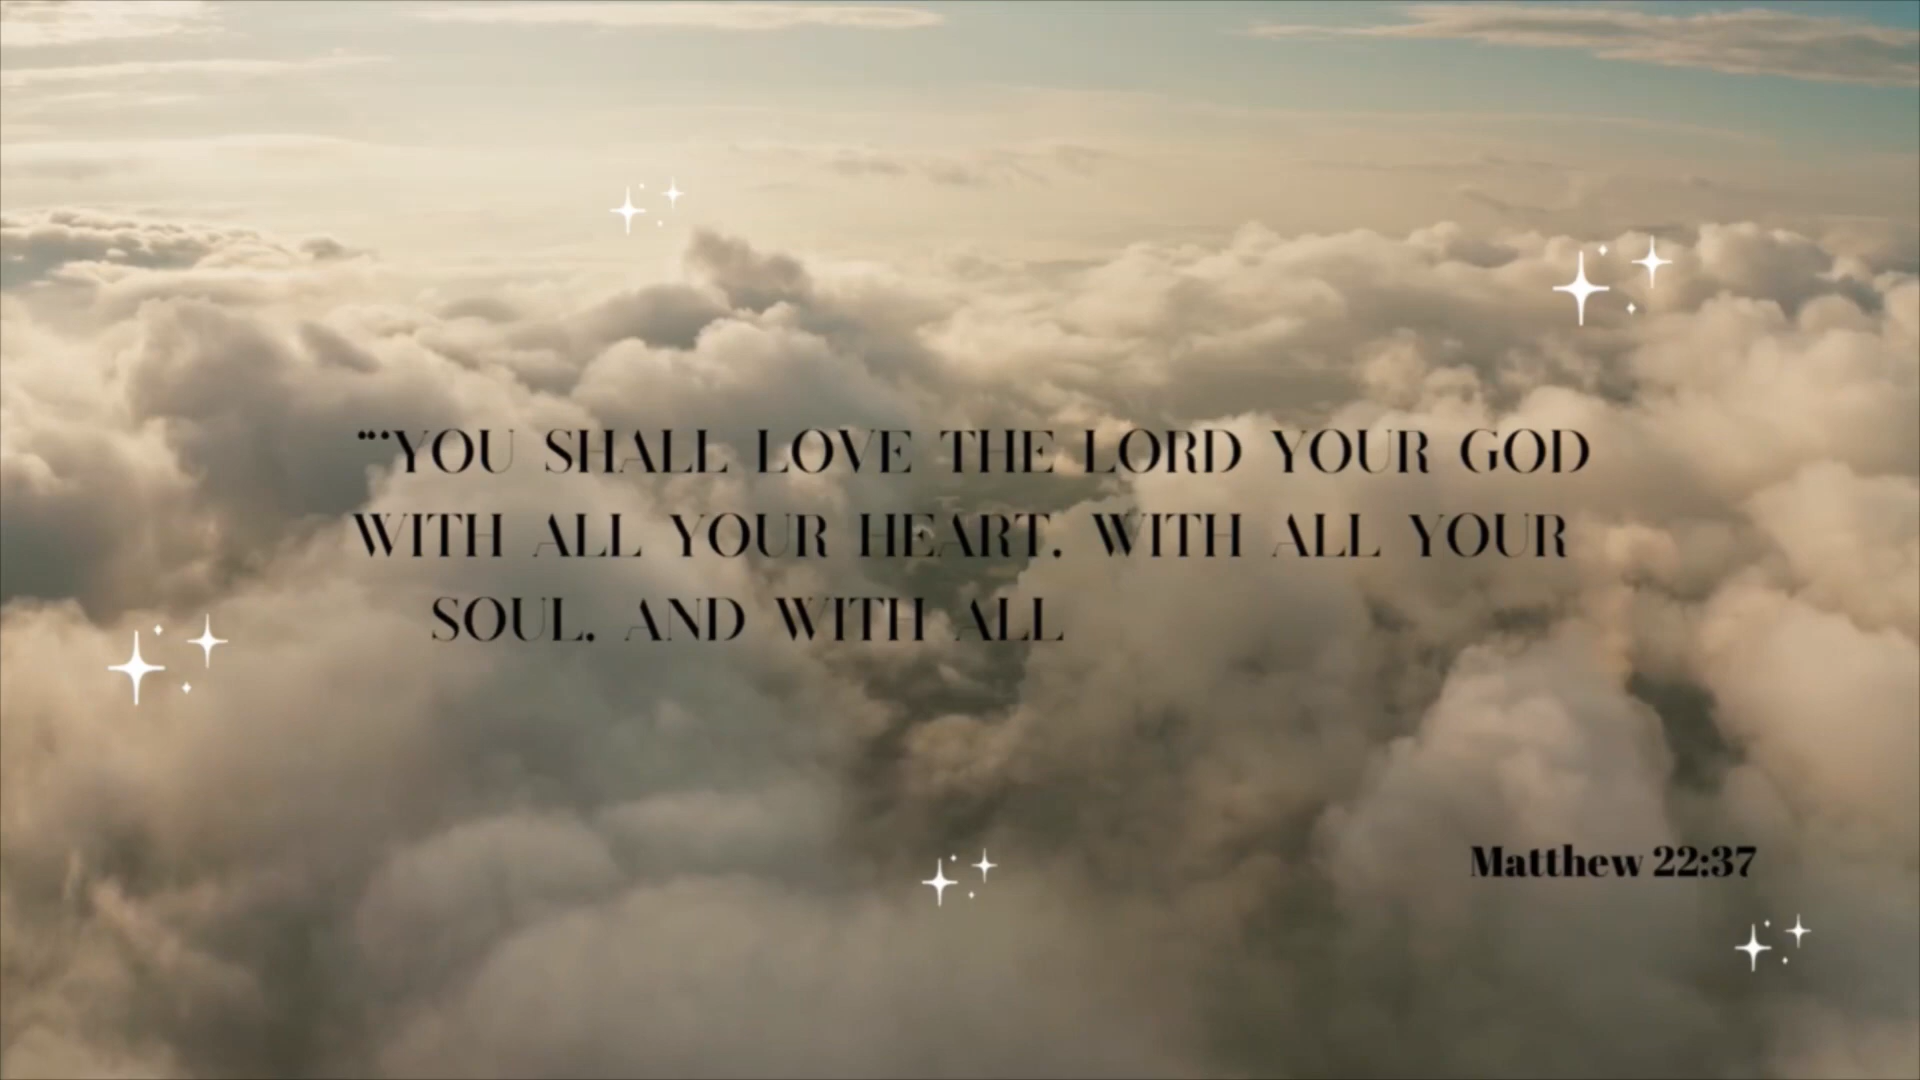 “‘YOU SHALL LOVE THE LORD YOUR GOD
WITH ALL YOUR HEART, WITH ALL YOUR
SOUL, AND WITH ALL
Matthew 22:37